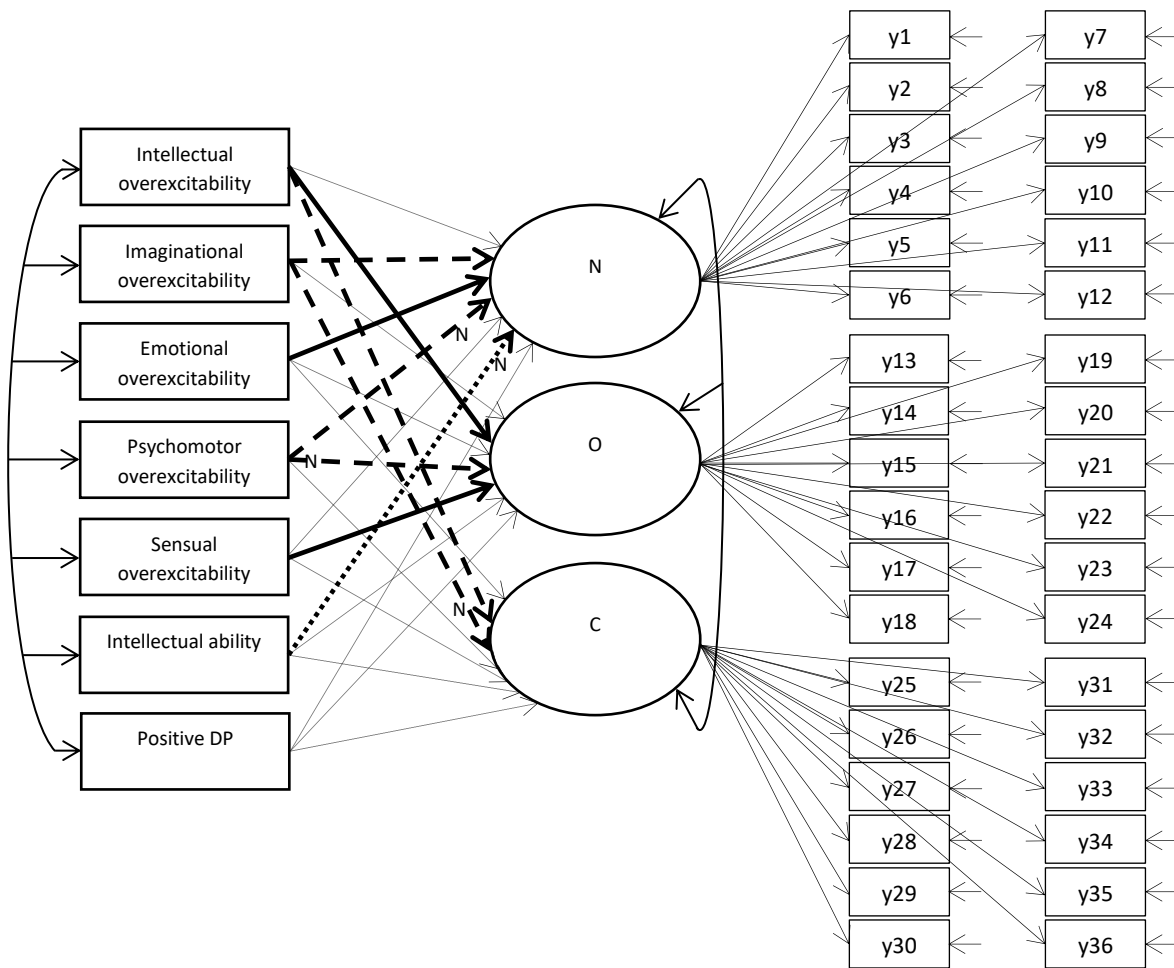 Intellectual
overexcitability
Imaginational
overexcitability
Emotional
overexcitability
Psychomotor
overexcitability
Sensual
overexcitability
Intellectual ability
Positive DP
N
N
N
N
N
O
C
y1
y2
y3
y4
y5
y6
y7
y8
y9
y10
y11
y12
y13
y14
y15
y16
y17
y18
y19
y20
y21
y22
y23
y24
y25
y26
y27
y28
y29
y30
y31
y32
y33
y34
y35
y36